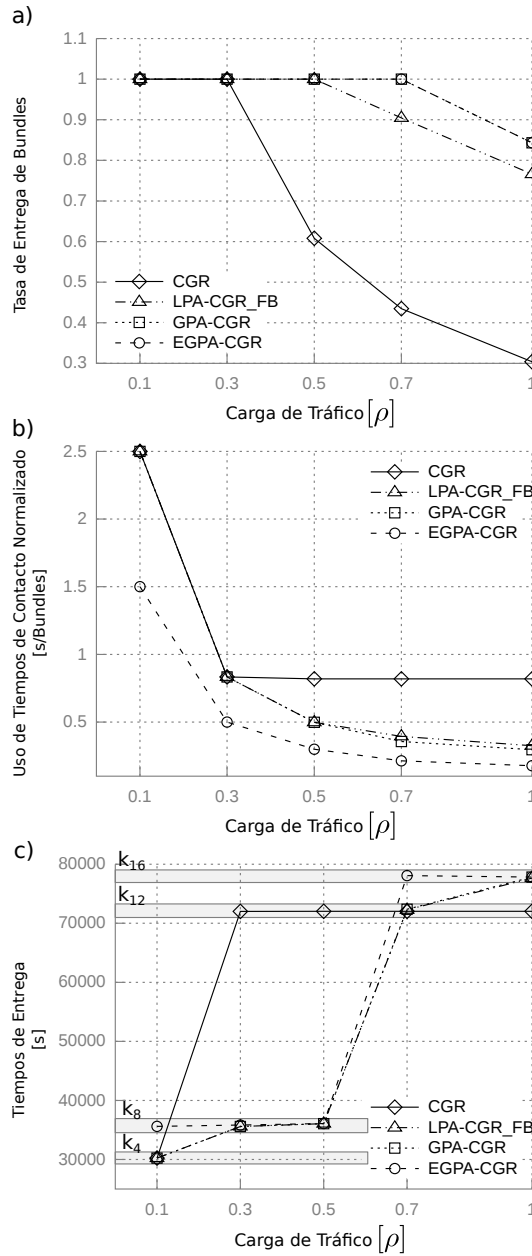 a)
1.1
1
0.9
0.8
0.7
0.6
0.5
0.4
0.3
Tasa de Entrega de Bundles
CGR
LPA-CGR_FB
GPA-CGR
EGPA-CGR
0.1 0.3 0.5 0.7 1
Carga de Tráfico [ρ]
b)
2.5
2
1.5
1
0.5
Uso de Tiempos de Contacto Normalizado
[s/Bundles]
CGR
LPA-CGR_FB
GPA-CGR
EGPA-CGR
0.1 0.3 0.5 0.7 1
Carga de Tráfico [ρ]
c)
80000
70000
60000
50000
40000
30000
Tiempos de Entrega
[s]
k16
k12
k8
k4
CGR
LPA-CGR_FB
GPA-CGR
EGPA-CGR
0.1 0.3 0.5 0.7 1
Carga de Tráfico [ρ]